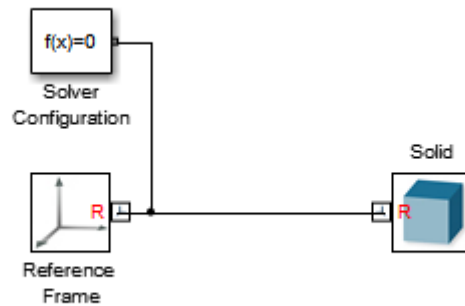 f(x)=0
Solver
Configuration
Solid
R
R
Reference
Frame